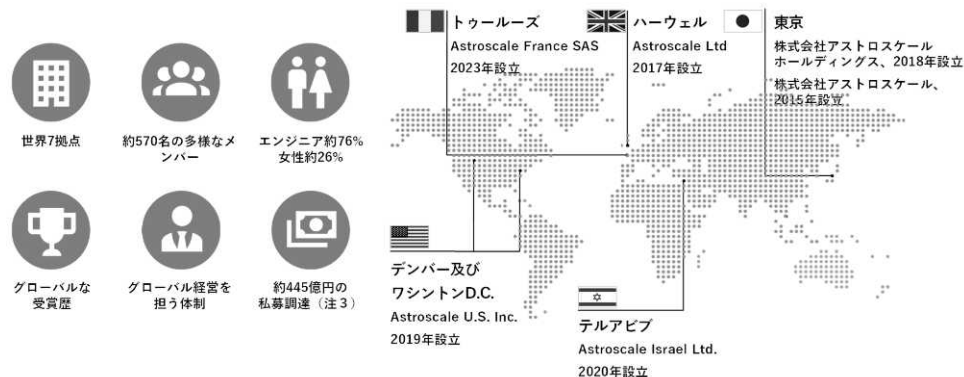 世界7拠点
約570名の多様なメ
ンバー
エンジニア約76%
女性約26%
グローバルな
受賞歴
グローバル経営を
担う体制
約445億円の
私募調達（注３）
トゥールーズ
Astroscale France SAS
2023年設立
ハーウェル
Astroscale Ltd
2017年設立
東京
株式会社アストロスケール
ホールディングス、2018年設立
株式会社アストロスケール、
2015年設立
デンバー及び
ワシントンD.C.
Astroscale U.S. Inc.
2019年設立
テルアビブ
Astroscale Israel Ltd.
2020年設立